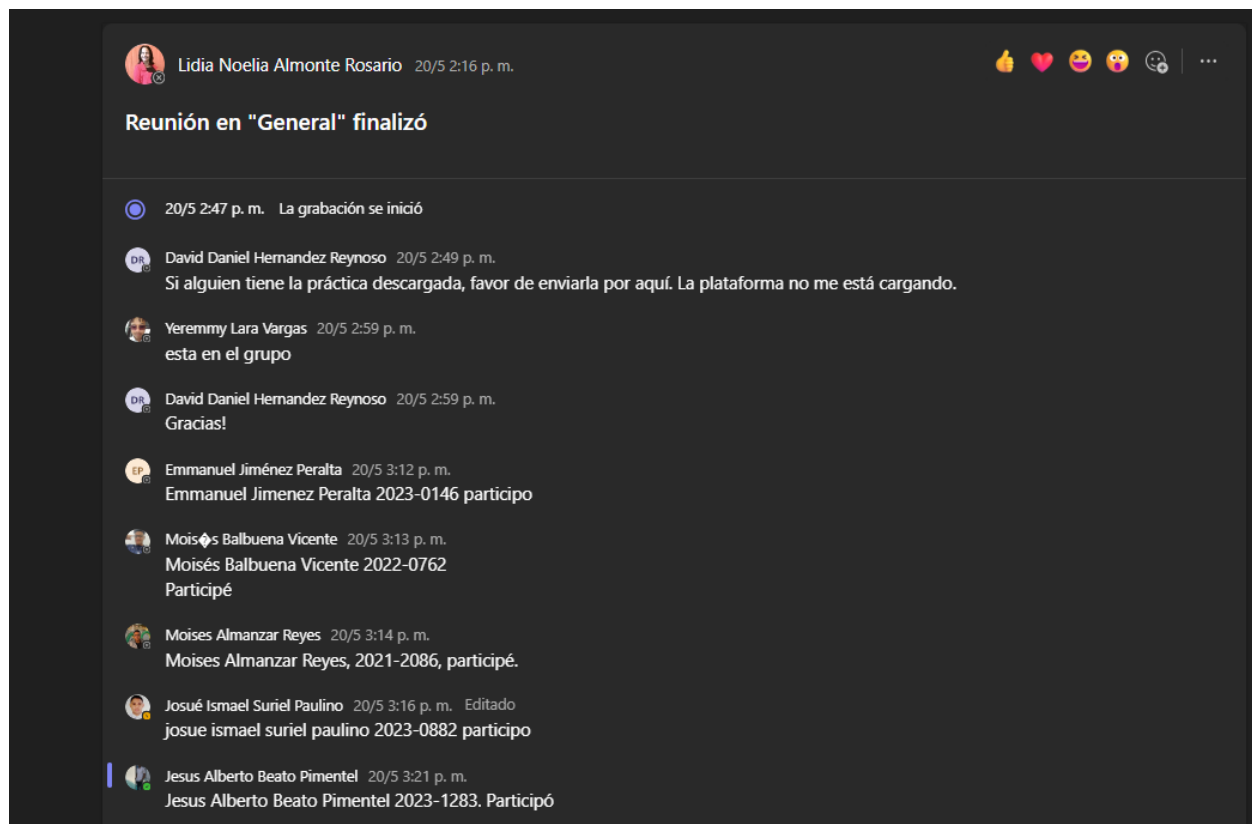 Lidia Noelia Almonte Rosario 20/5 2:16 p. m.
Reunión en "General" finalizó
20/5 2:47 p. m. La grabación se inició
DR David Daniel Hernandez Reynoso 20/5 2:49 p. m.
Si alguien tiene la práctica descargada, favor de enviarla por aquí. La plataforma no me está cargando.
Yeremmy Lara Vargas 20/5 2:59 p. m.
esta en el grupo
DR David Daniel Hernandez Reynoso 20/5 2:59 p. m.
Gracias!
EP Emmanuel Jiménez Peralta 20/5 3:12 p. m.
Emmanuel Jimenez Peralta 2023-0146 participo
Mois�s Balbuena Vicente 20/5 3:13 p. m.
Moisés Balbuena Vicente 2022-0762
Participé
Moises Almanzar Reyes 20/5 3:14 p. m.
Moises Almanzar Reyes, 2021-2086, participé.
Josué Ismael Suriel Paulino 20/5 3:16 p. m. Editado
josue ismael suriel paulino 2023-0882 participo
Jesus Alberto Beato Pimentel 20/5 3:21 p. m.
Jesus Alberto Beato Pimentel 2023-1283. Participó